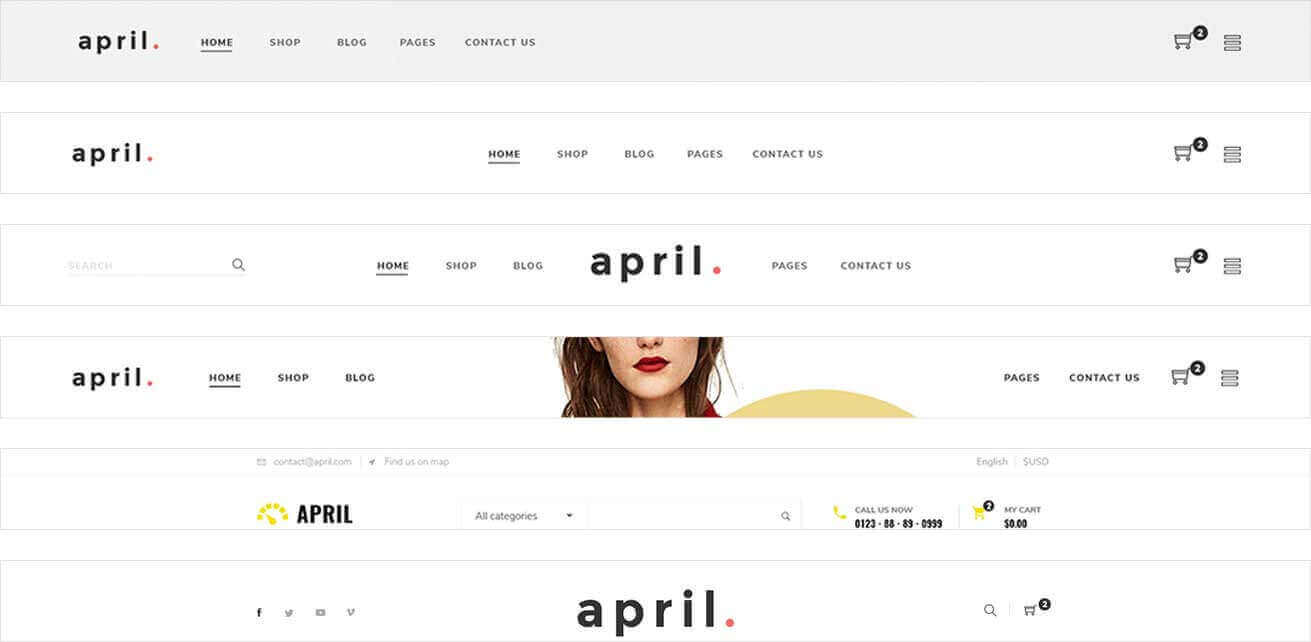 april. HOME SHOP BLOG PAGES CONTACT US 2
april. HOME SHOP BLOG PAGES CONTACT US 2
SEARCH HOME SHOP BLOG april. PAGES CONTACT US 2
april. HOME SHOP BLOG PAGES CONTACT US 2
contact@april.com Find us on map English $USD
APRIL All categories CALL US NOW 2 MY CART
0123 - 88 - 89 - 0999 $0.00
april. 2